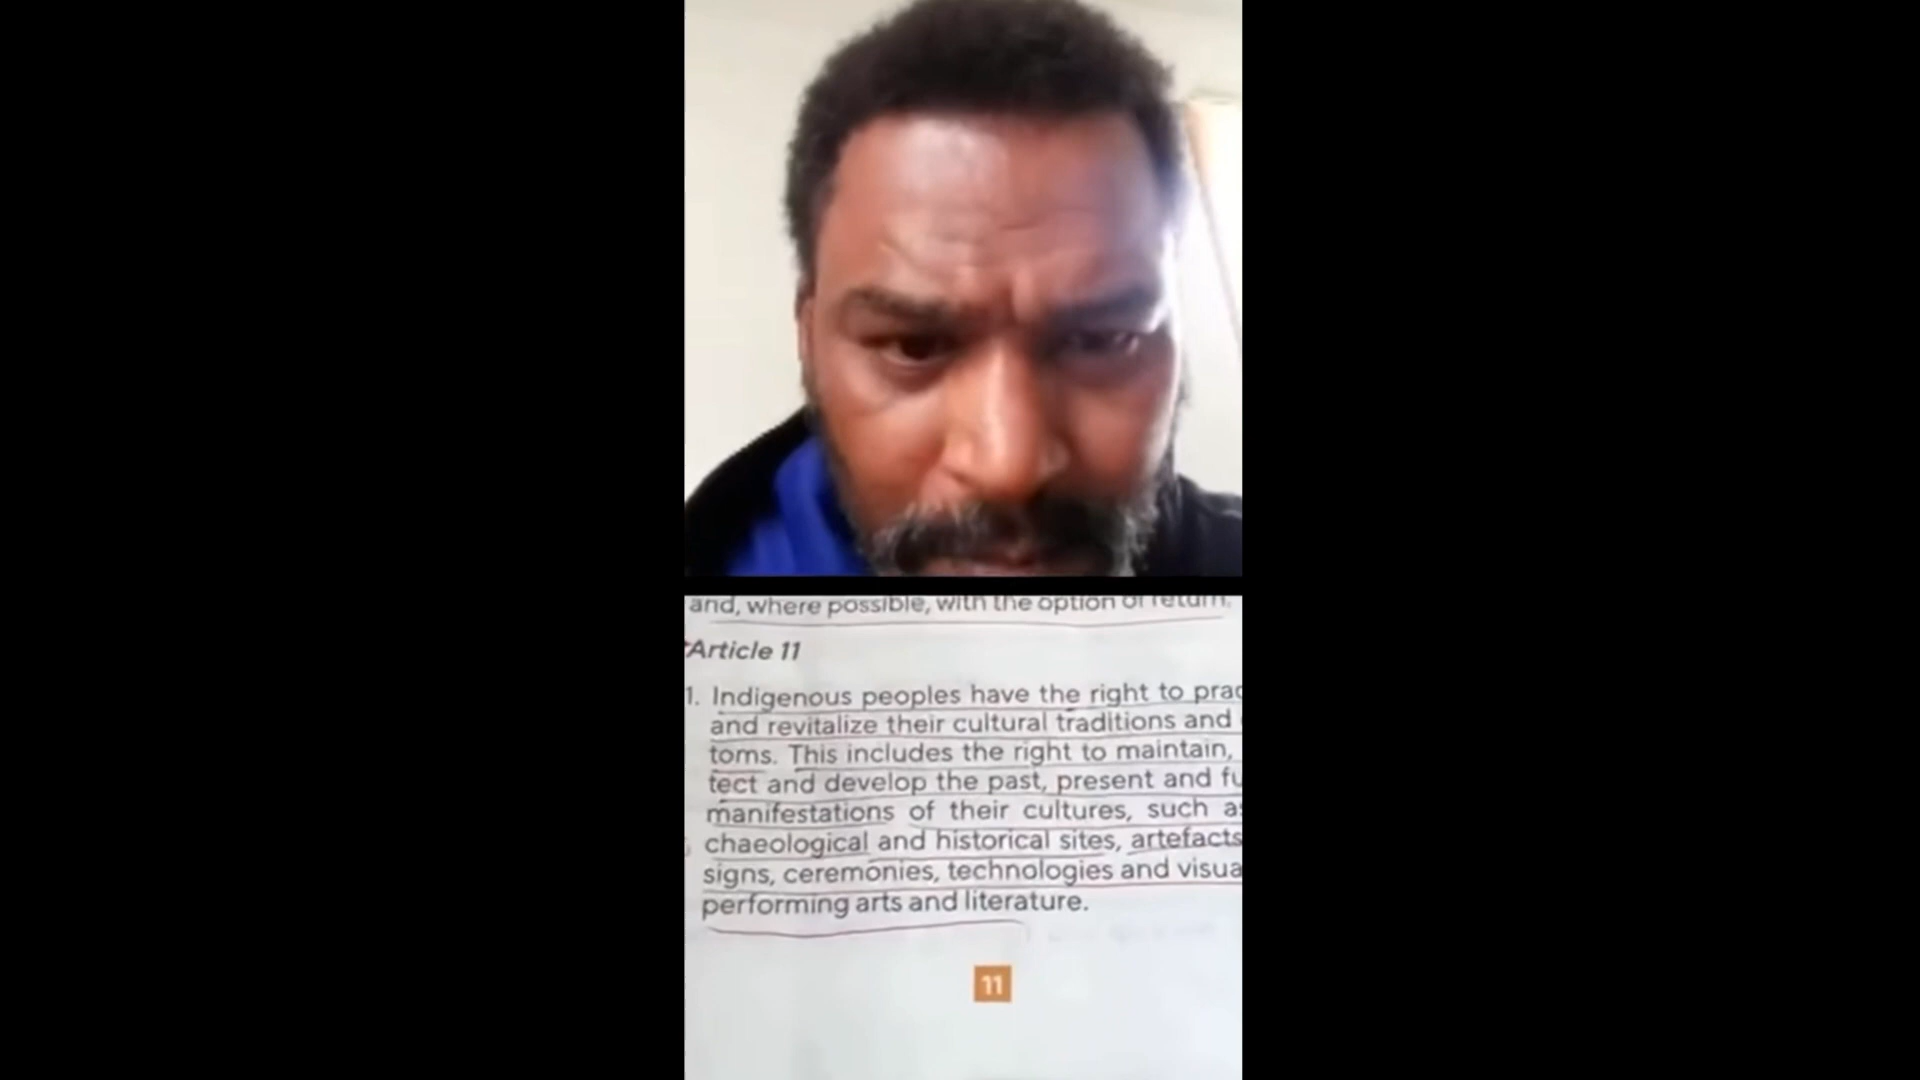 and, where possible, with the option of return.
Article 11
1. Indigenous peoples have the right to prac
and revitalize their cultural traditions and
toms. This includes the right to maintain,
tect and develop the past, present and fu
manifestations of their cultures, such as
chaeological and historical sites, artefacts
signs, ceremonies, technologies and visua
performing arts and literature.
11